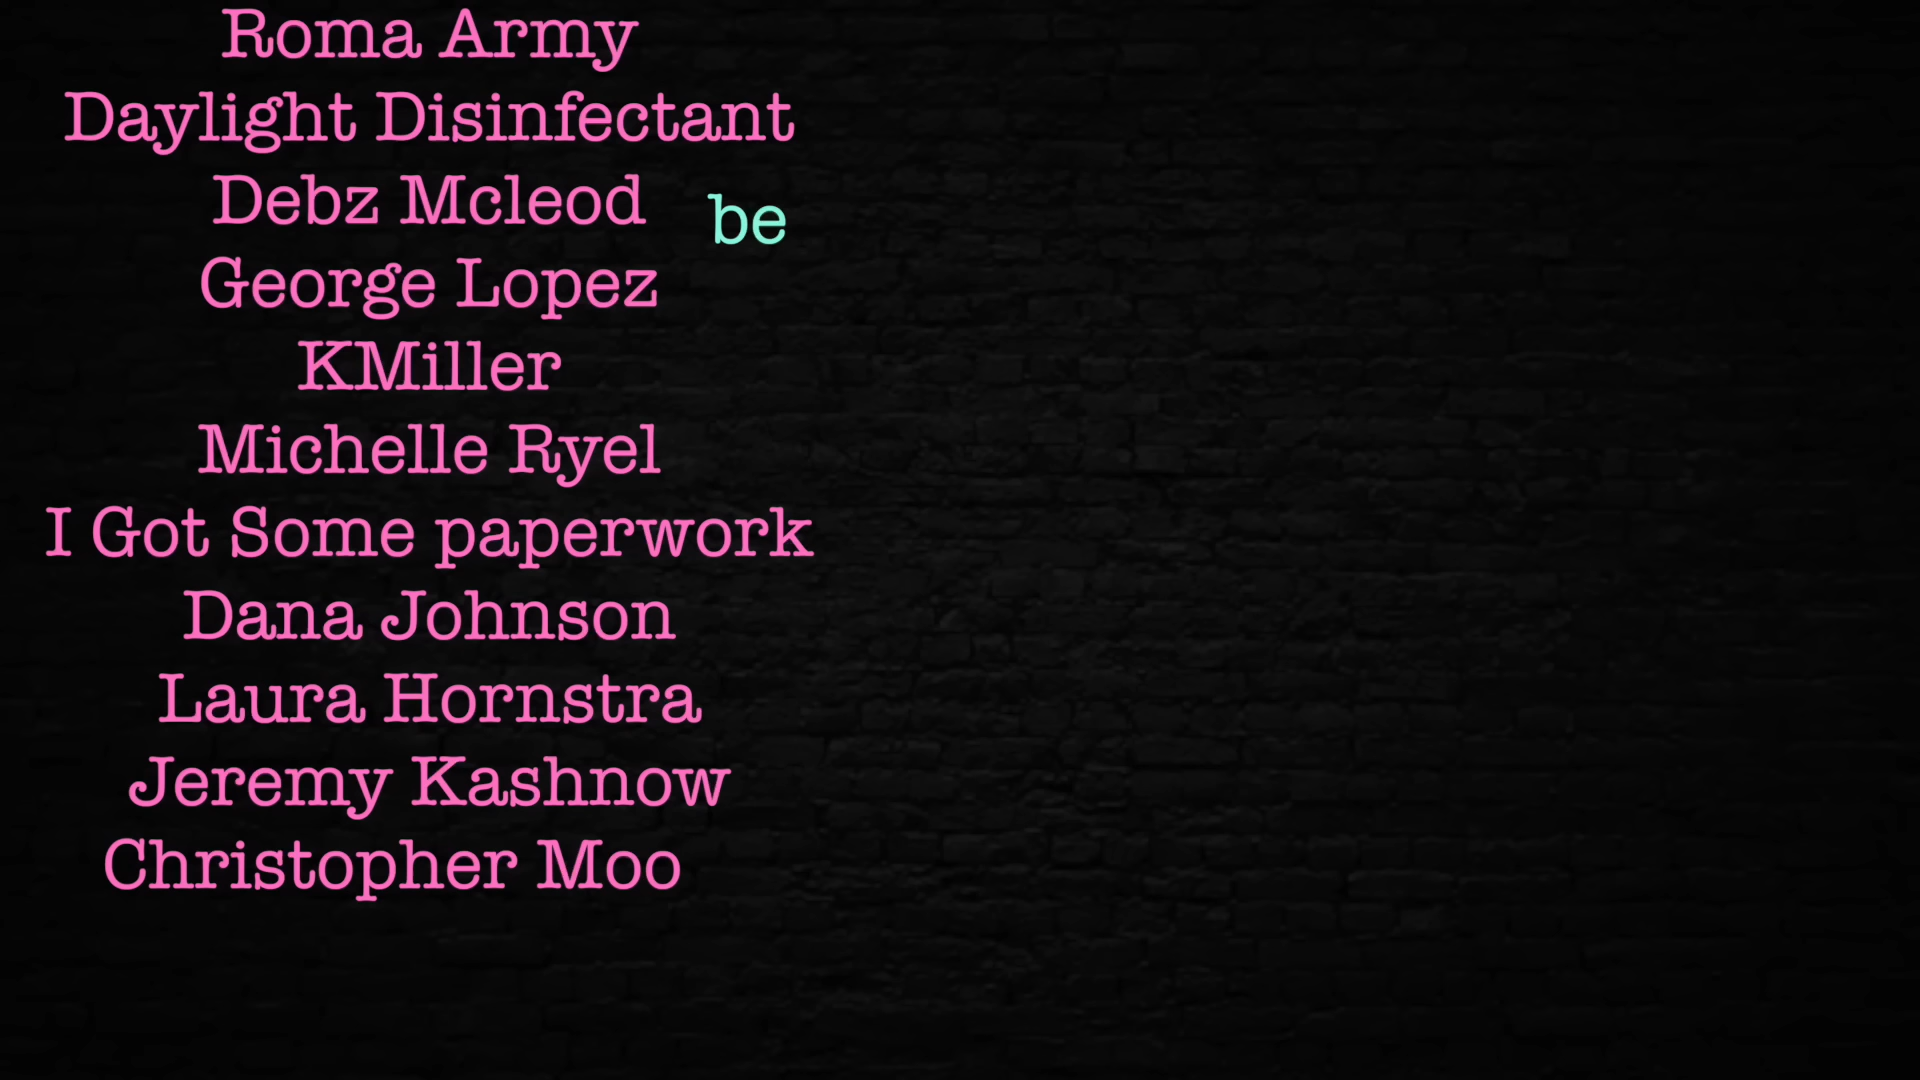 Roma Army
Daylight Disinfectant
Debz Mcleod
be
George Lopez
KMiller
Michelle Ryel
I Got Some paperwork
Dana Johnson
Laura Hornstra
Jeremy Kashnow
Christopher Moo